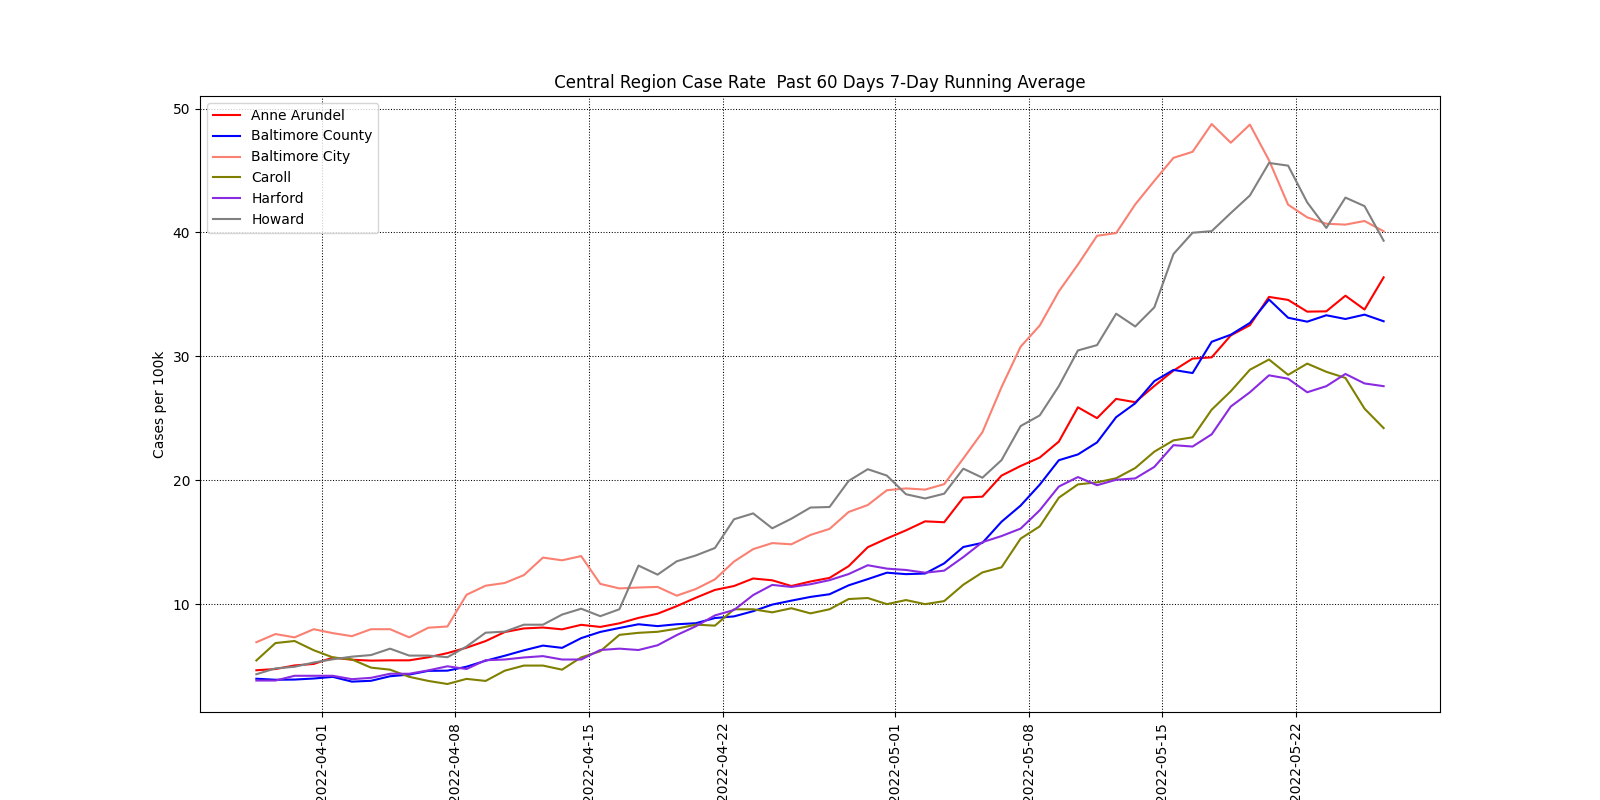 Central Region Case Rate  Past 60 Days 7-Day Running Average
50
40
30
20
10
Cases per 100k
Anne Arundel
Baltimore County
Baltimore City
Caroll
Harford
Howard
2022-04-01
2022-04-08
2022-04-15
2022-04-22
2022-05-01
2022-05-08
2022-05-15
2022-05-22